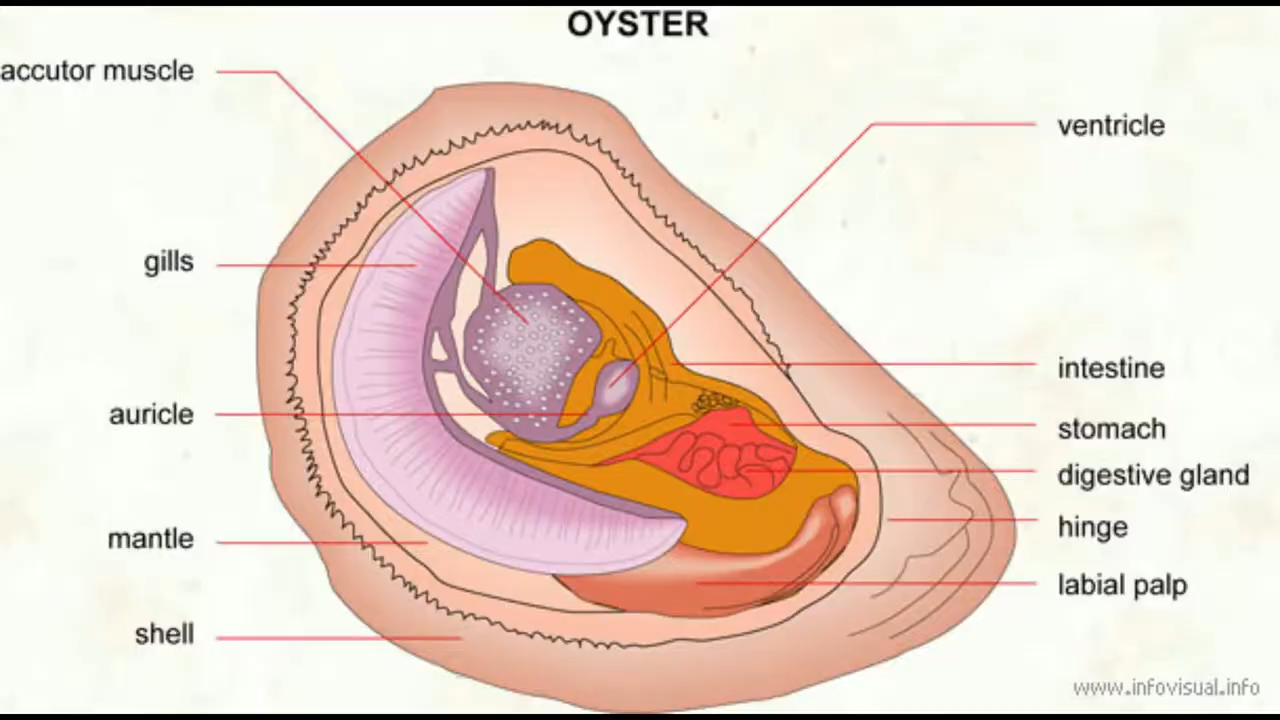 OYSTER
accutor muscle
gills
auricle
mantle
shell
ventricle
intestine
stomach
digestive gland
hinge
labial palp
www.infovisual.info